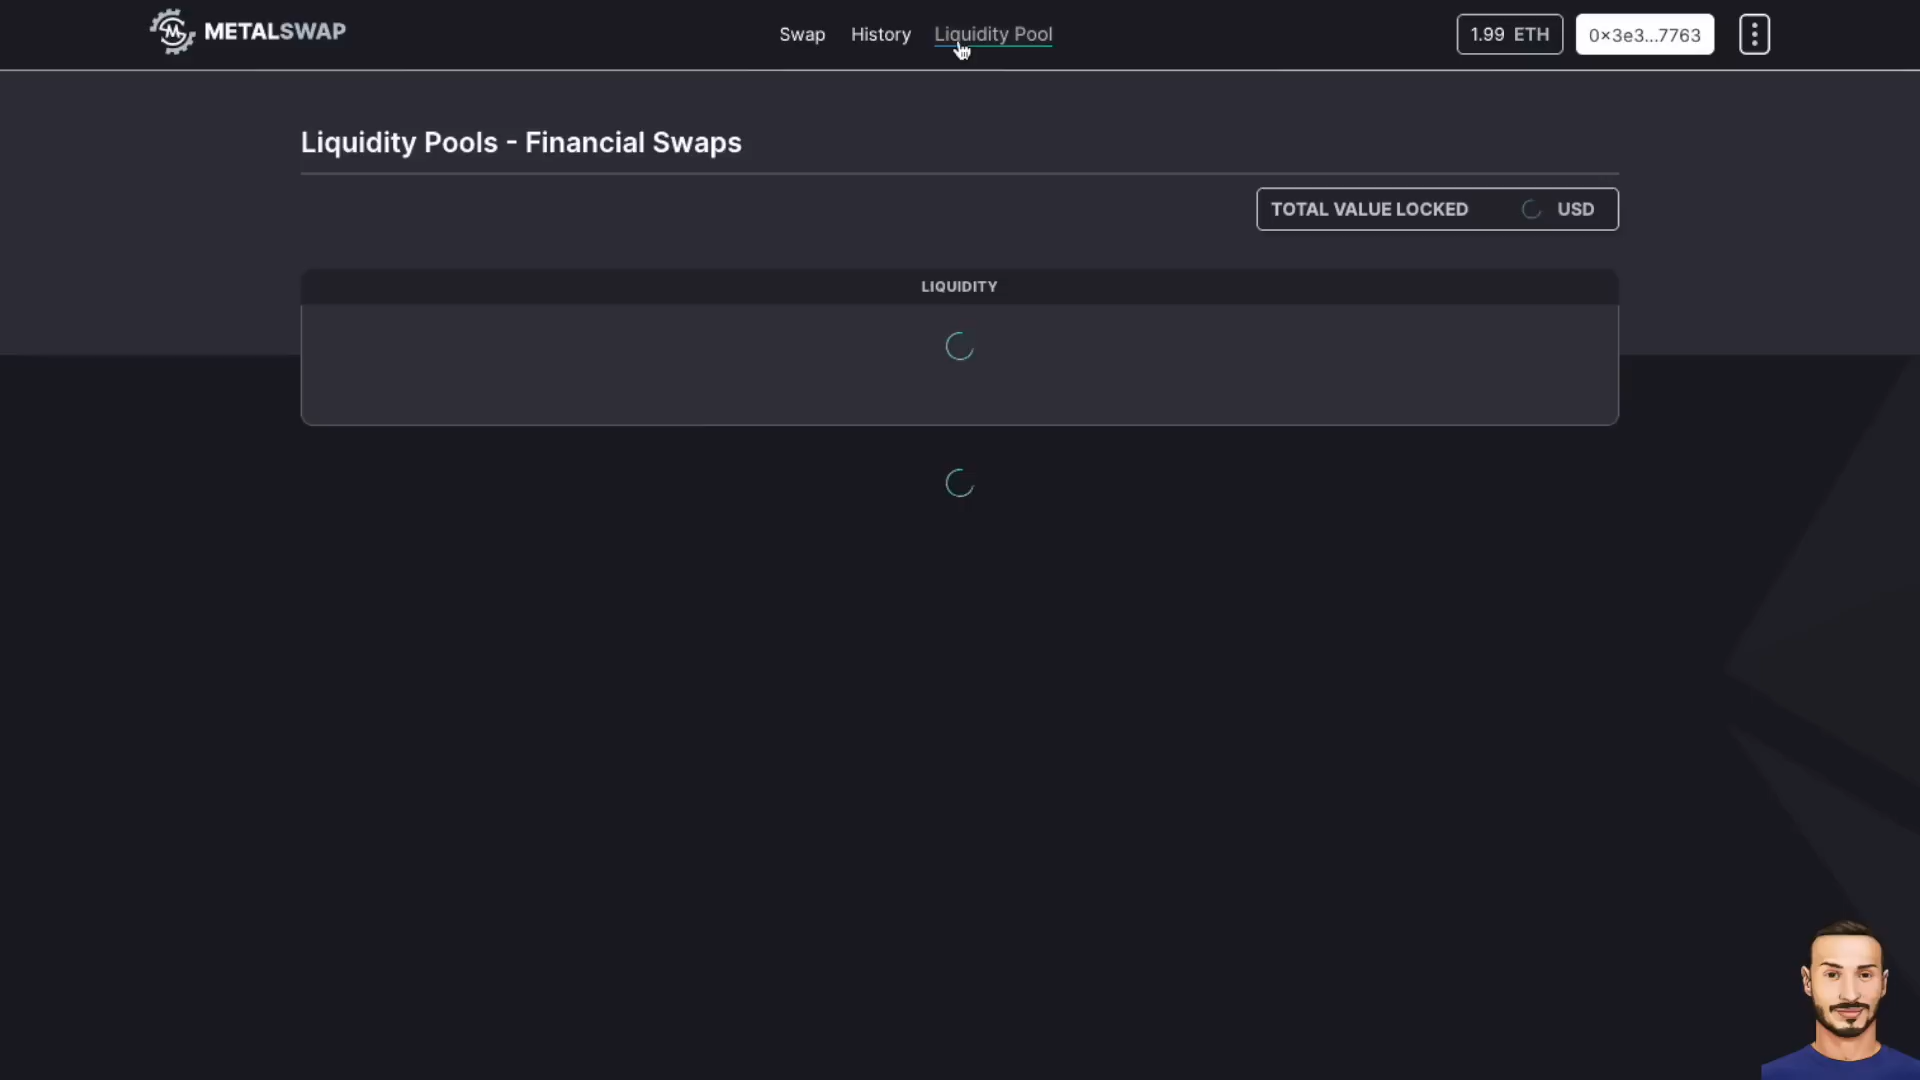 METALSWAP
Swap
History
Liquidity Pool
1.99 ETH
0x3e3...7763
Liquidity Pools - Financial Swaps
TOTAL VALUE LOCKED
USD
LIQUIDITY